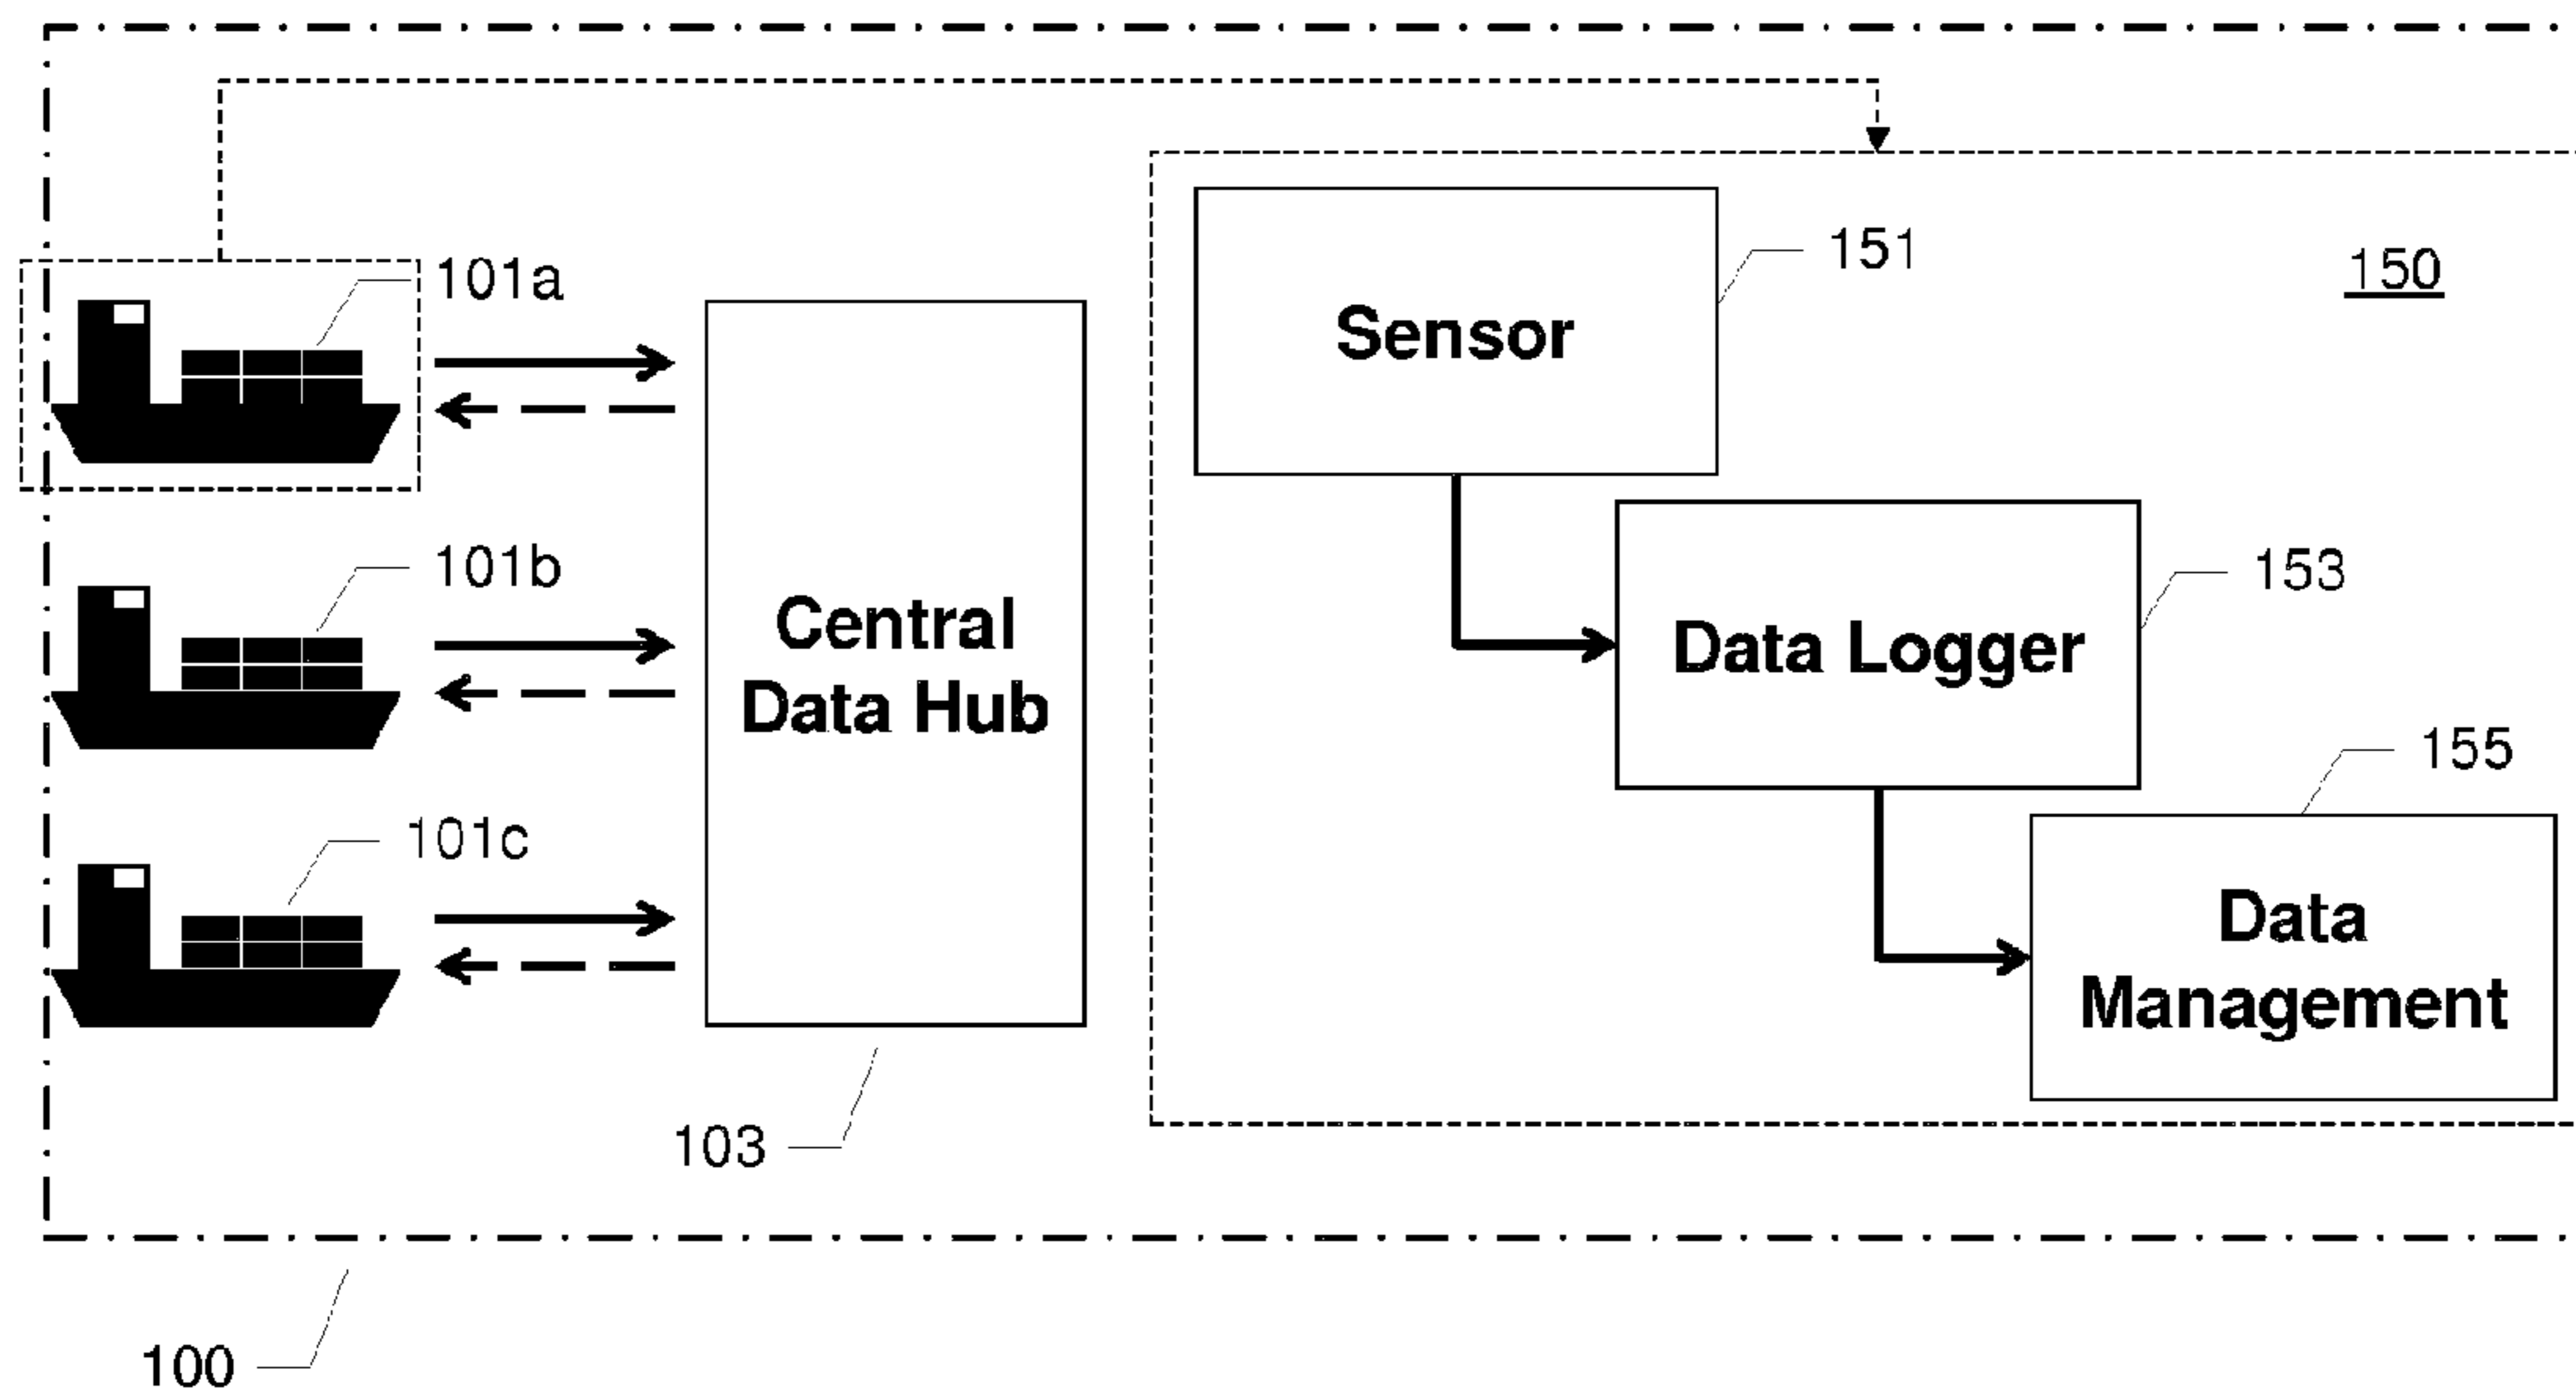 101a
101b
101c
Central
Data Hub
103
150
Sensor
151
Data Logger
153
Data
Management
155
100